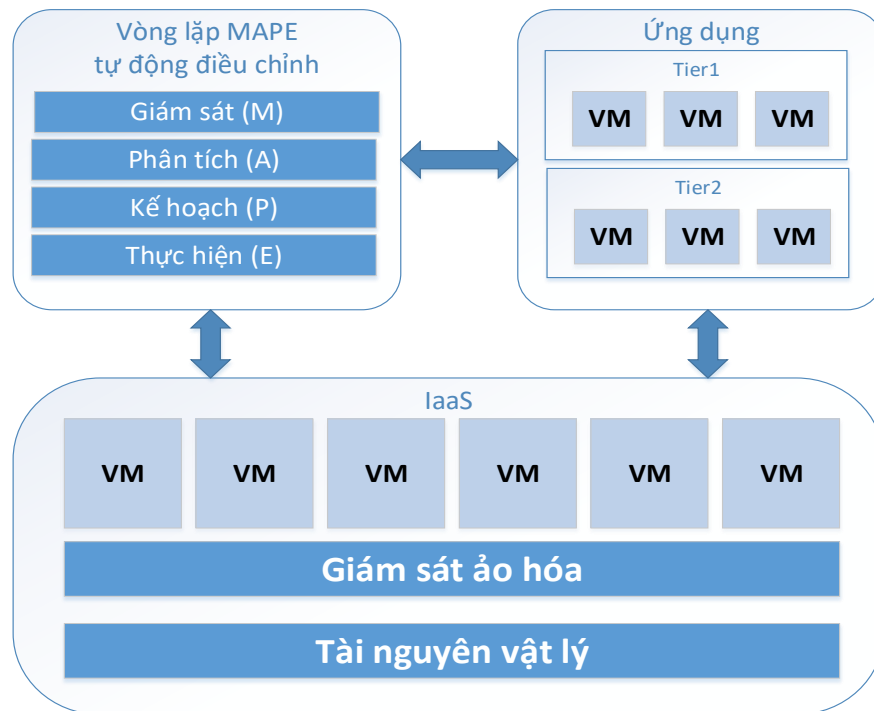 Vòng lặp MAPE
tự động điều chỉnh
Giám sát (M)
Phân tích (A)
Kế hoạch (P)
Thực hiện (E)
Ứng dụng
Tier1
VM VM VM
Tier2
VM VM VM
IaaS
VM VM VM VM VM VM
Giám sát ảo hóa
Tài nguyên vật lý